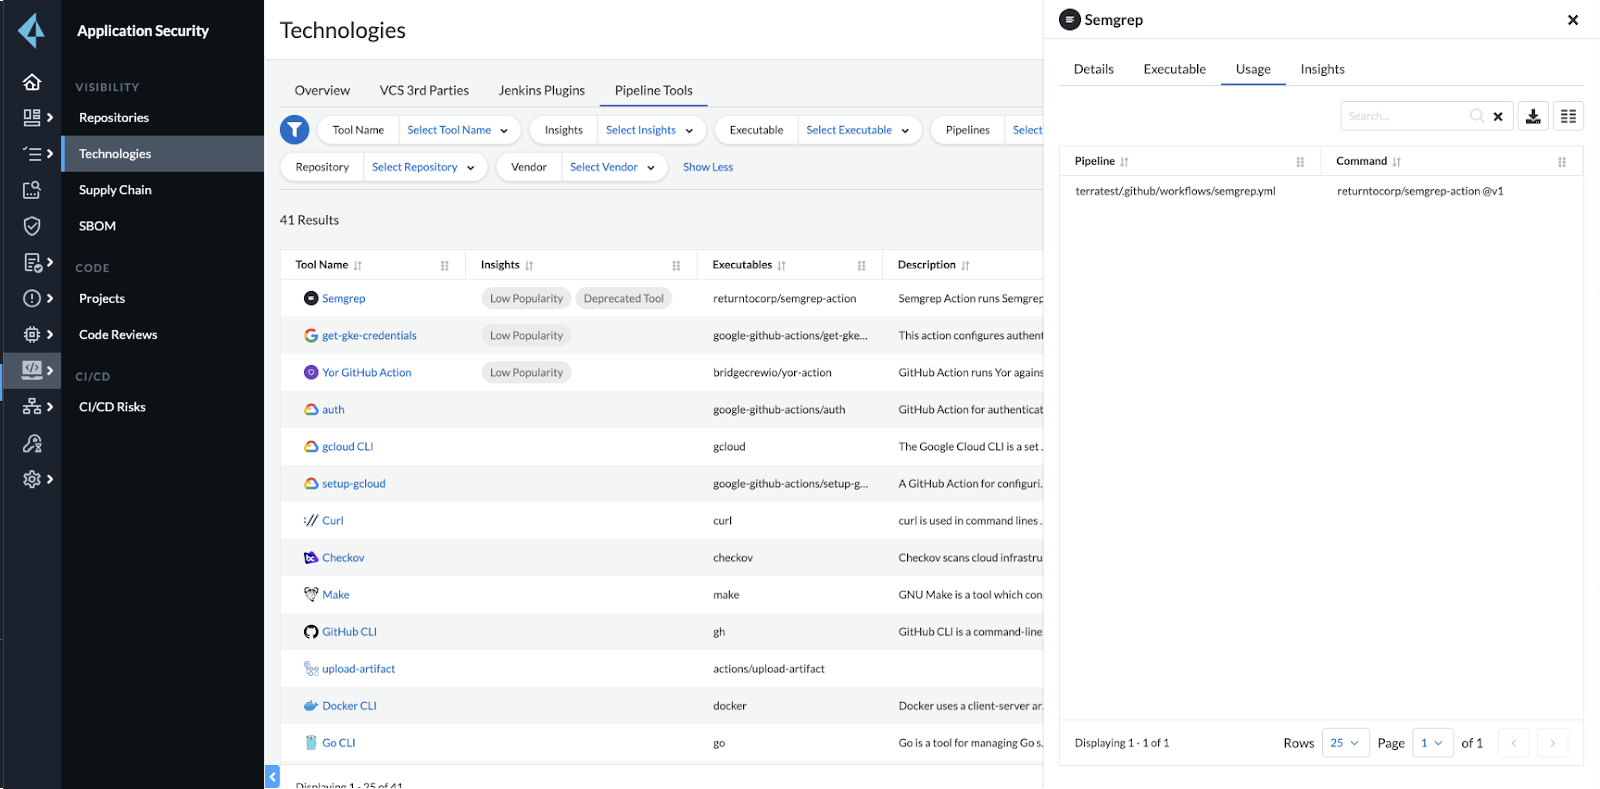 Application Security
VISIBILITY
Repositories
Technologies
Supply Chain
SBOM
CODE
Projects
Code Reviews
CI/CD
CI/CD Risks
Technologies
Overview VCS 3rd Parties Jenkins Plugins Pipeline Tools
Tool Name Select Tool Name Insights Select Insights Executable Select Executable Pipelines Select
Repository Select Repository Vendor Select Vendor Show Less
41 Results
Tool Name Insights Executables Description
Semgrep Low Popularity Deprecated Tool returntocorp/semgrep-action Semgrep Action runs Semgrep
get-gke-credentials Low Popularity google-github-actions/get-gke... This action configures authent
Yor GitHub Action Low Popularity bridgecrewio/yor-action GitHub Action runs Yor agains
auth google-github-actions/auth GitHub Action for authenticat
gcloud CLI gcloud The Google Cloud CLI is a set .
setup-gcloud google-github-actions/setup-g... A GitHub Action for configuri.
Curl curl curl is used in command lines .
Checkov checkov Checkov scans cloud infrastru
Make make GNU Make is a tool which con.
GitHub CLI gh GitHub CLI is a command-line
upload-artifact actions/upload-artifact
Docker CLI docker Docker uses a client-server ar.
Go CLI go Go is a tool for managing Go s.
Displaying 1 - 25 of 41
Semgrep
Details Executable Usage Insights
Search...
Pipeline Command
terratest/.github/workflows/semgrep.yml returntocorp/semgrep-action @v1
Displaying 1 - 1 of 1 Rows 25 Page 1 of 1